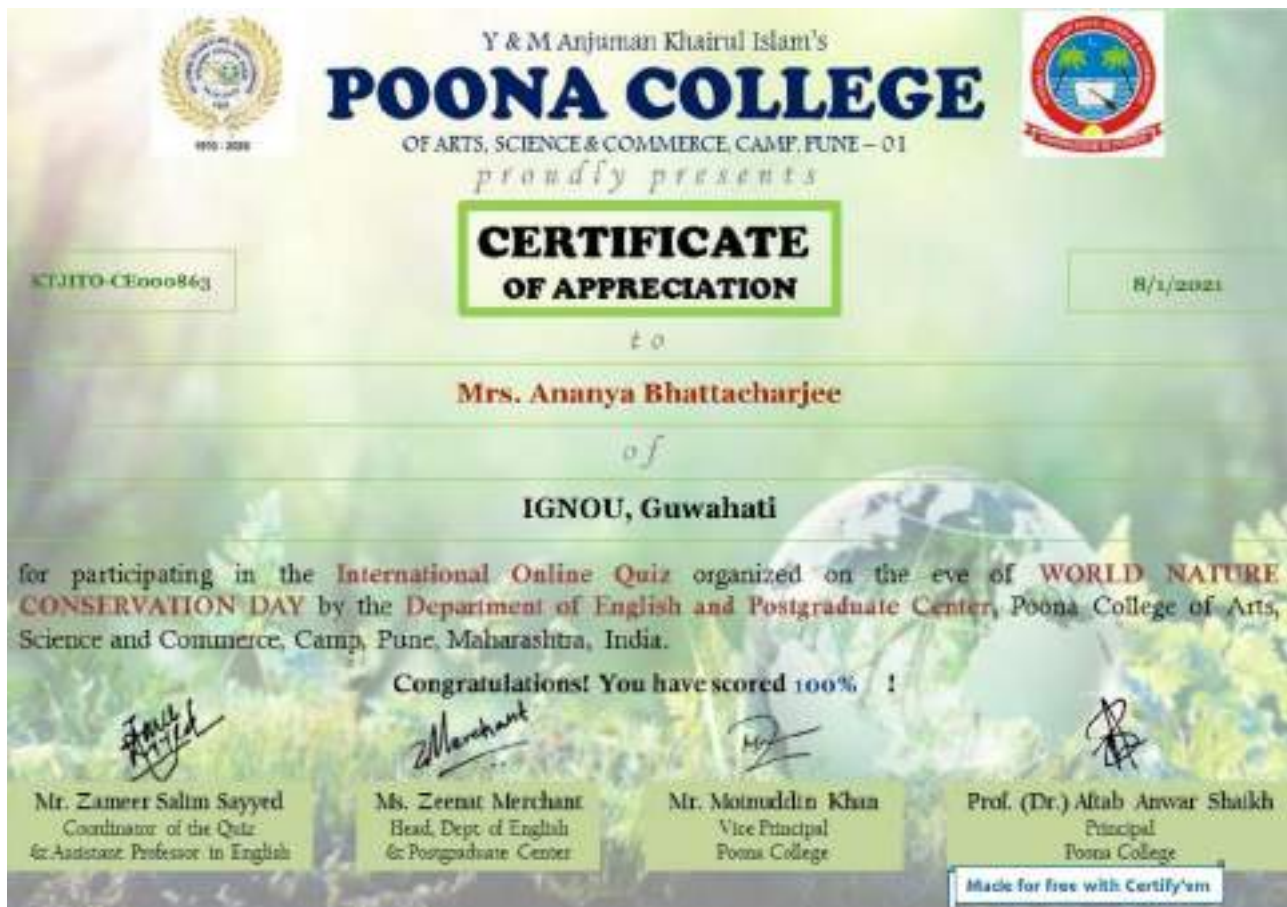 Y & M Anjuman Khairul Islam's
POONA COLLEGE
OF ARTS, SCIENCE & COMMERCE, CAMP, PUNE – 01
1910 - 2020
proudly presents
CERTIFICATE
OF APPRECIATION
-CE000863
8/1/2021
to
Mrs. Ananya Bhattacharjee
of
IGNOU, Guwahati
for participating in the International Online Quiz organized on the eve of WORLD NATURE
CONSERVATION DAY by the Department of English and Postgraduate Center, Poona College of Arts,
Science and Commerce, Camp, Pune, Maharashtra, India.
Congratulations! You have scored 100% !
Merchant
Mr. Zameer Salim Sayyed
Coordinator of the Quiz
& Assistant Professor in English
Ms. Zeenat Merchant
Head, Dept. of English
& Postgraduate Center
Mr. Moinuddin Khan
Vice Principal
Poona College
Prof. (Dr.) Aftab Anwar Shaikh
Principal
Poona College
Made for free with Certify'em